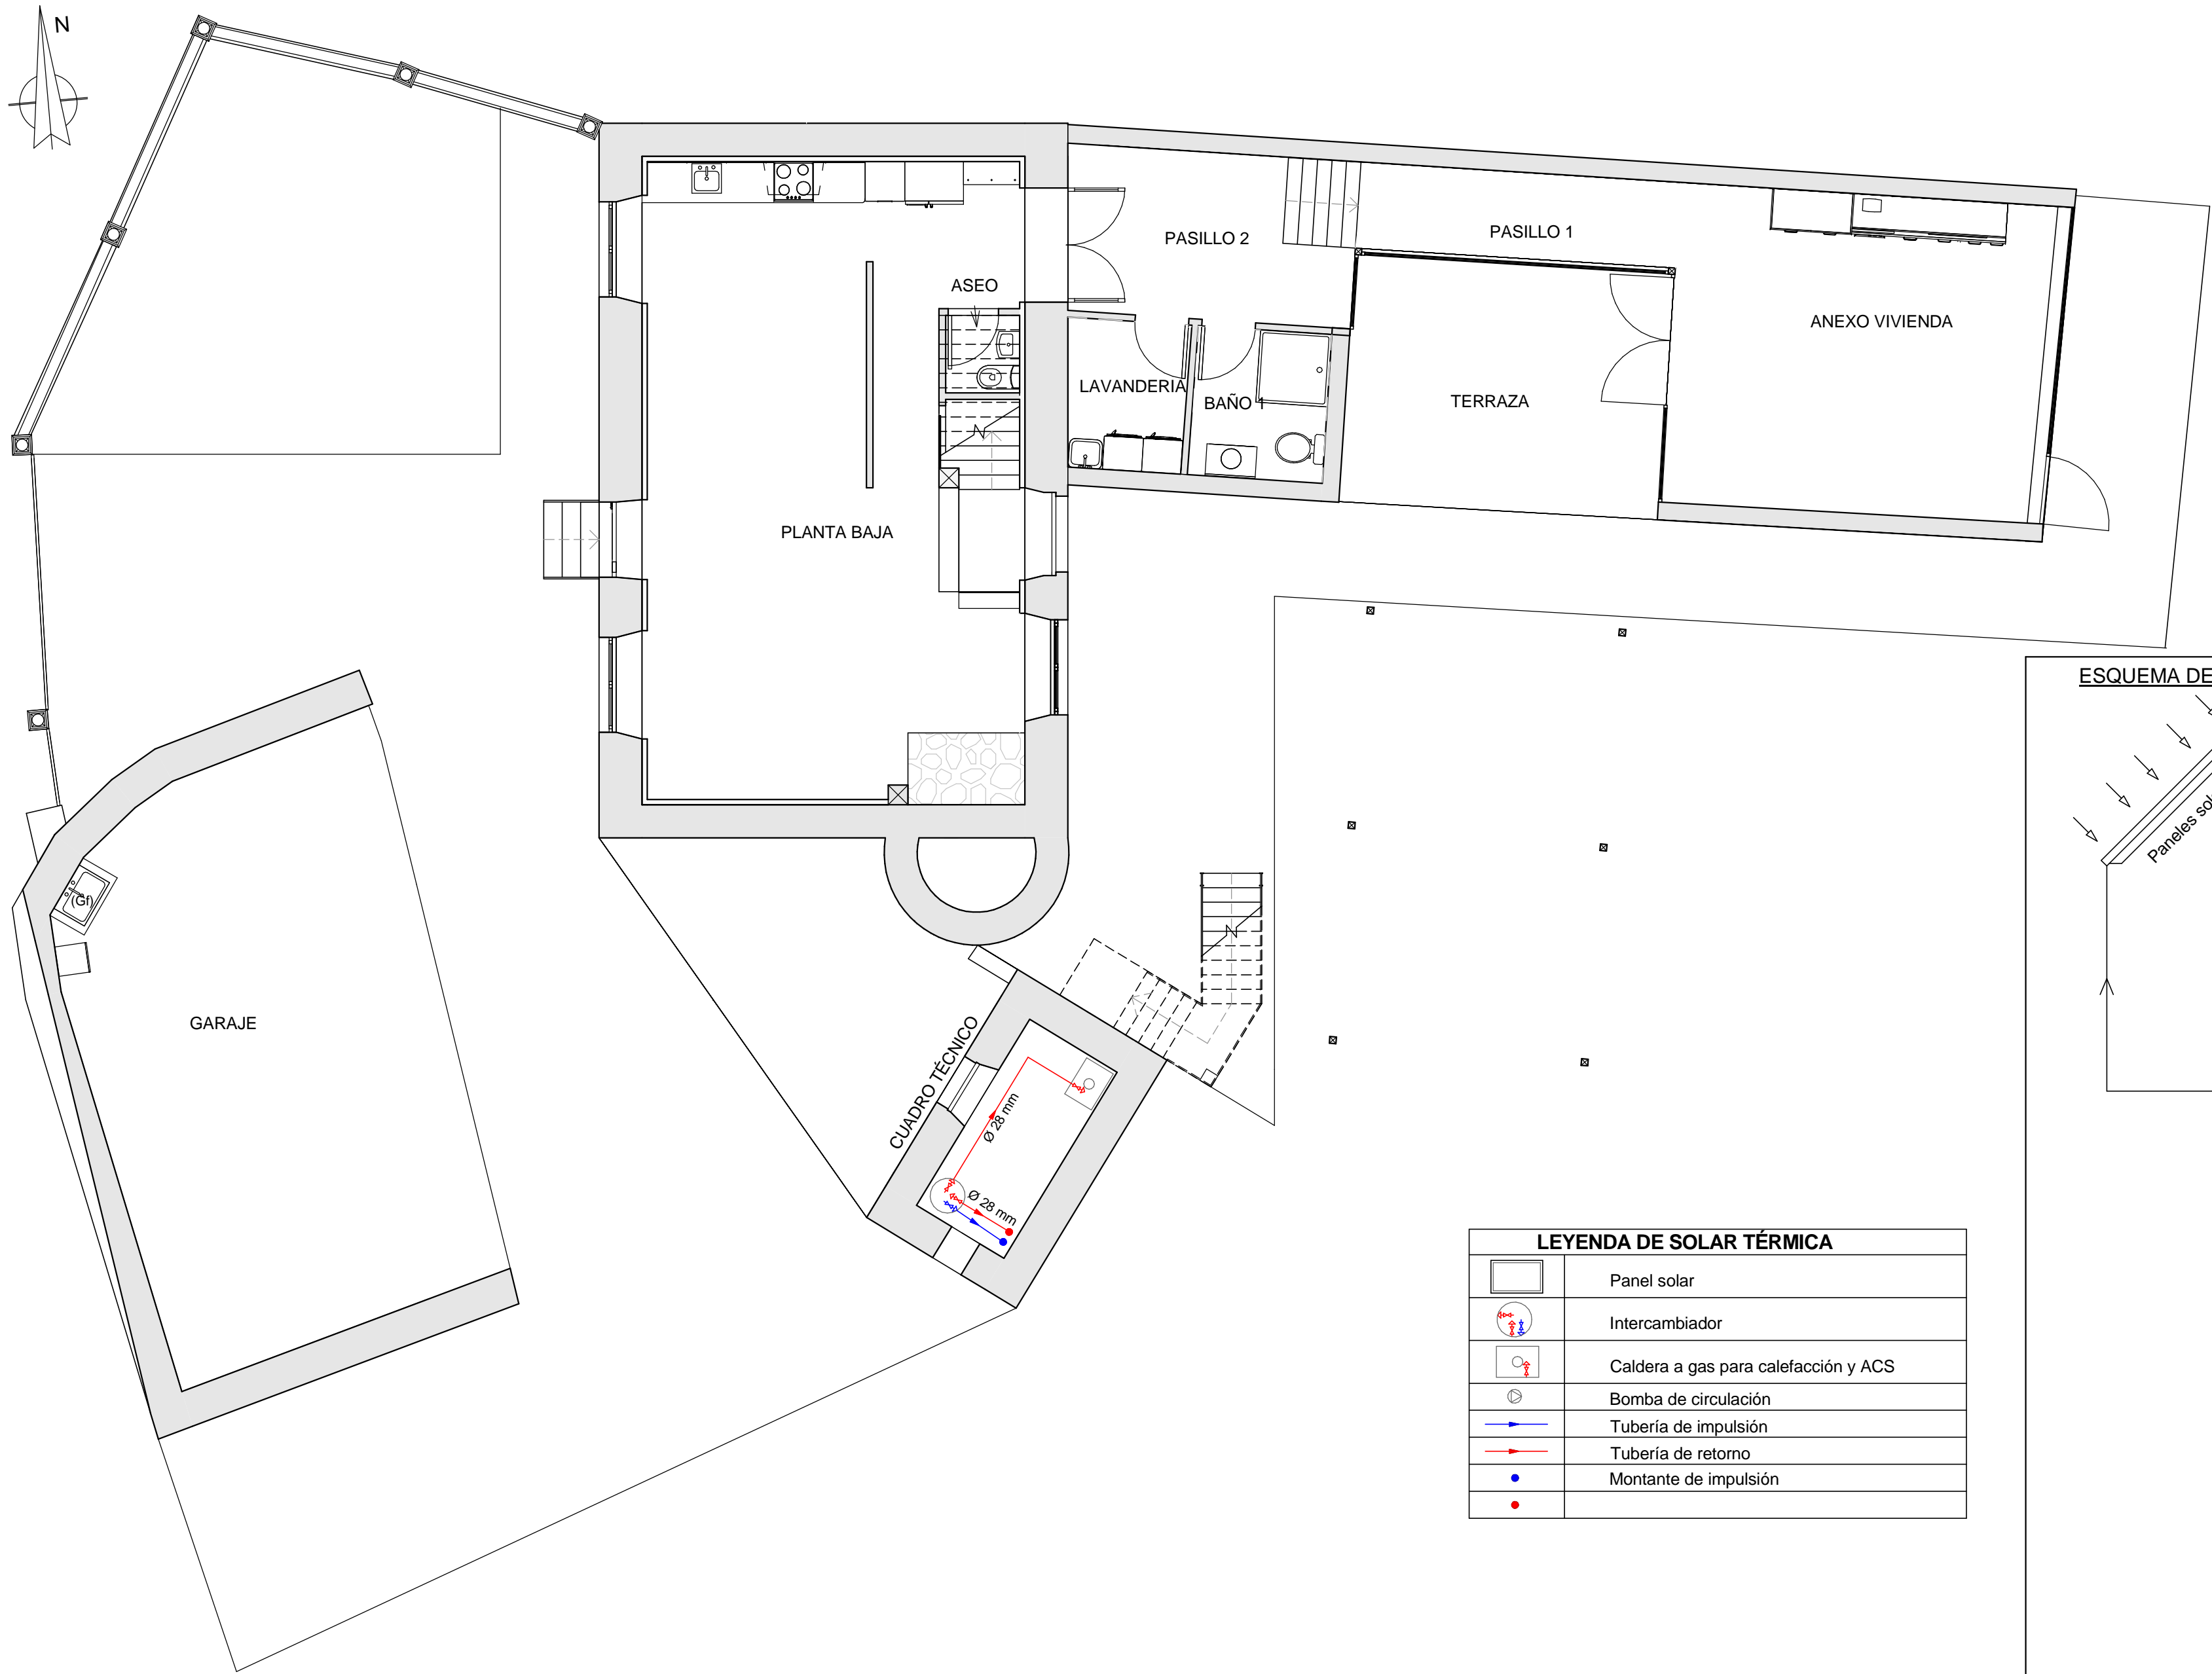 N
PASILLO 2
PASILLO 1
ASEO
ANEXO VIVIENDA
LAVANDERIA
BAÑO 1
TERRAZA
PLANTA BAJA
ESQUEMA DE
Paneles sol
(Gf)
GARAJE
CUADRO TÉCNICO
Ø 28 mm
Ø 28 mm
LEYENDA DE SOLAR TÉRMICA
Panel solar
Intercambiador
Caldera a gas para calefacción y ACS
Bomba de circulación
Tubería de impulsión
Tubería de retorno
Montante de impulsión